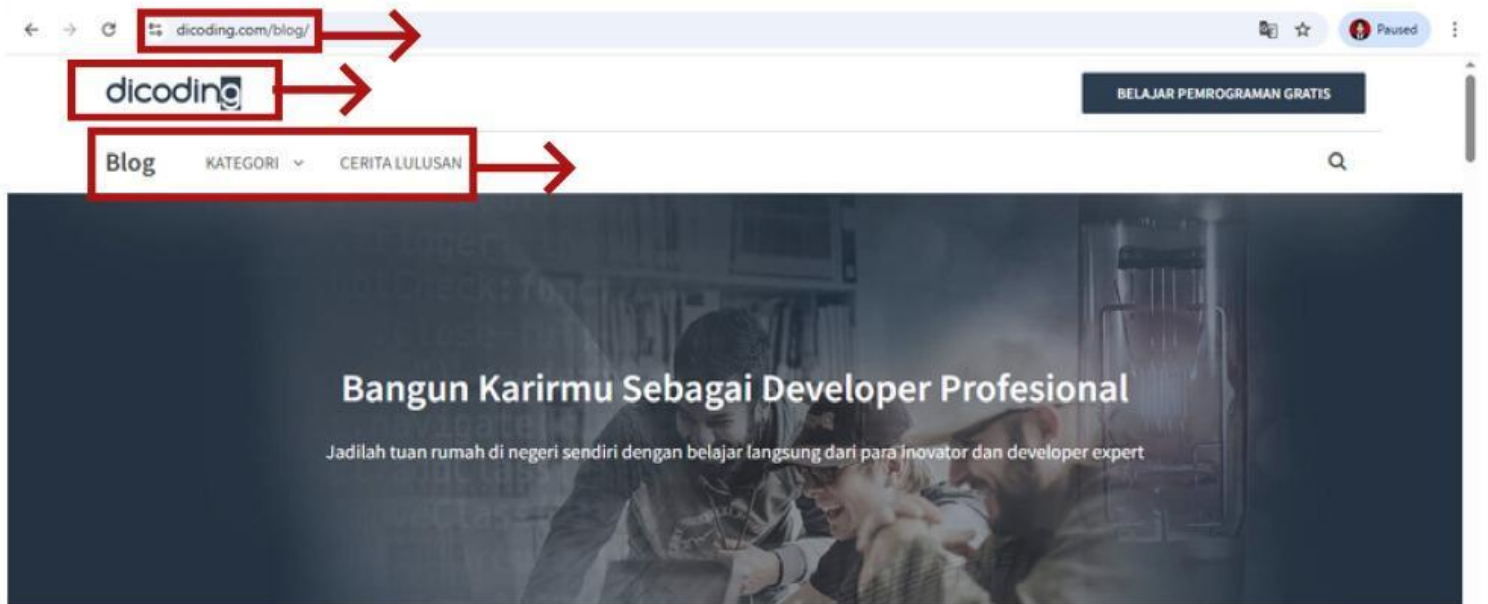 dicoding.com/blog/
Paused
dicoding
BELAJAR PEMROGRAMAN GRATIS
Blog KATEGORI CERITA LULUSAN
Bangun Karirmu Sebagai Developer Profesional
Jadilah tuan rumah di negeri sendiri dengan belajar langsung dari para inovator dan developer expert